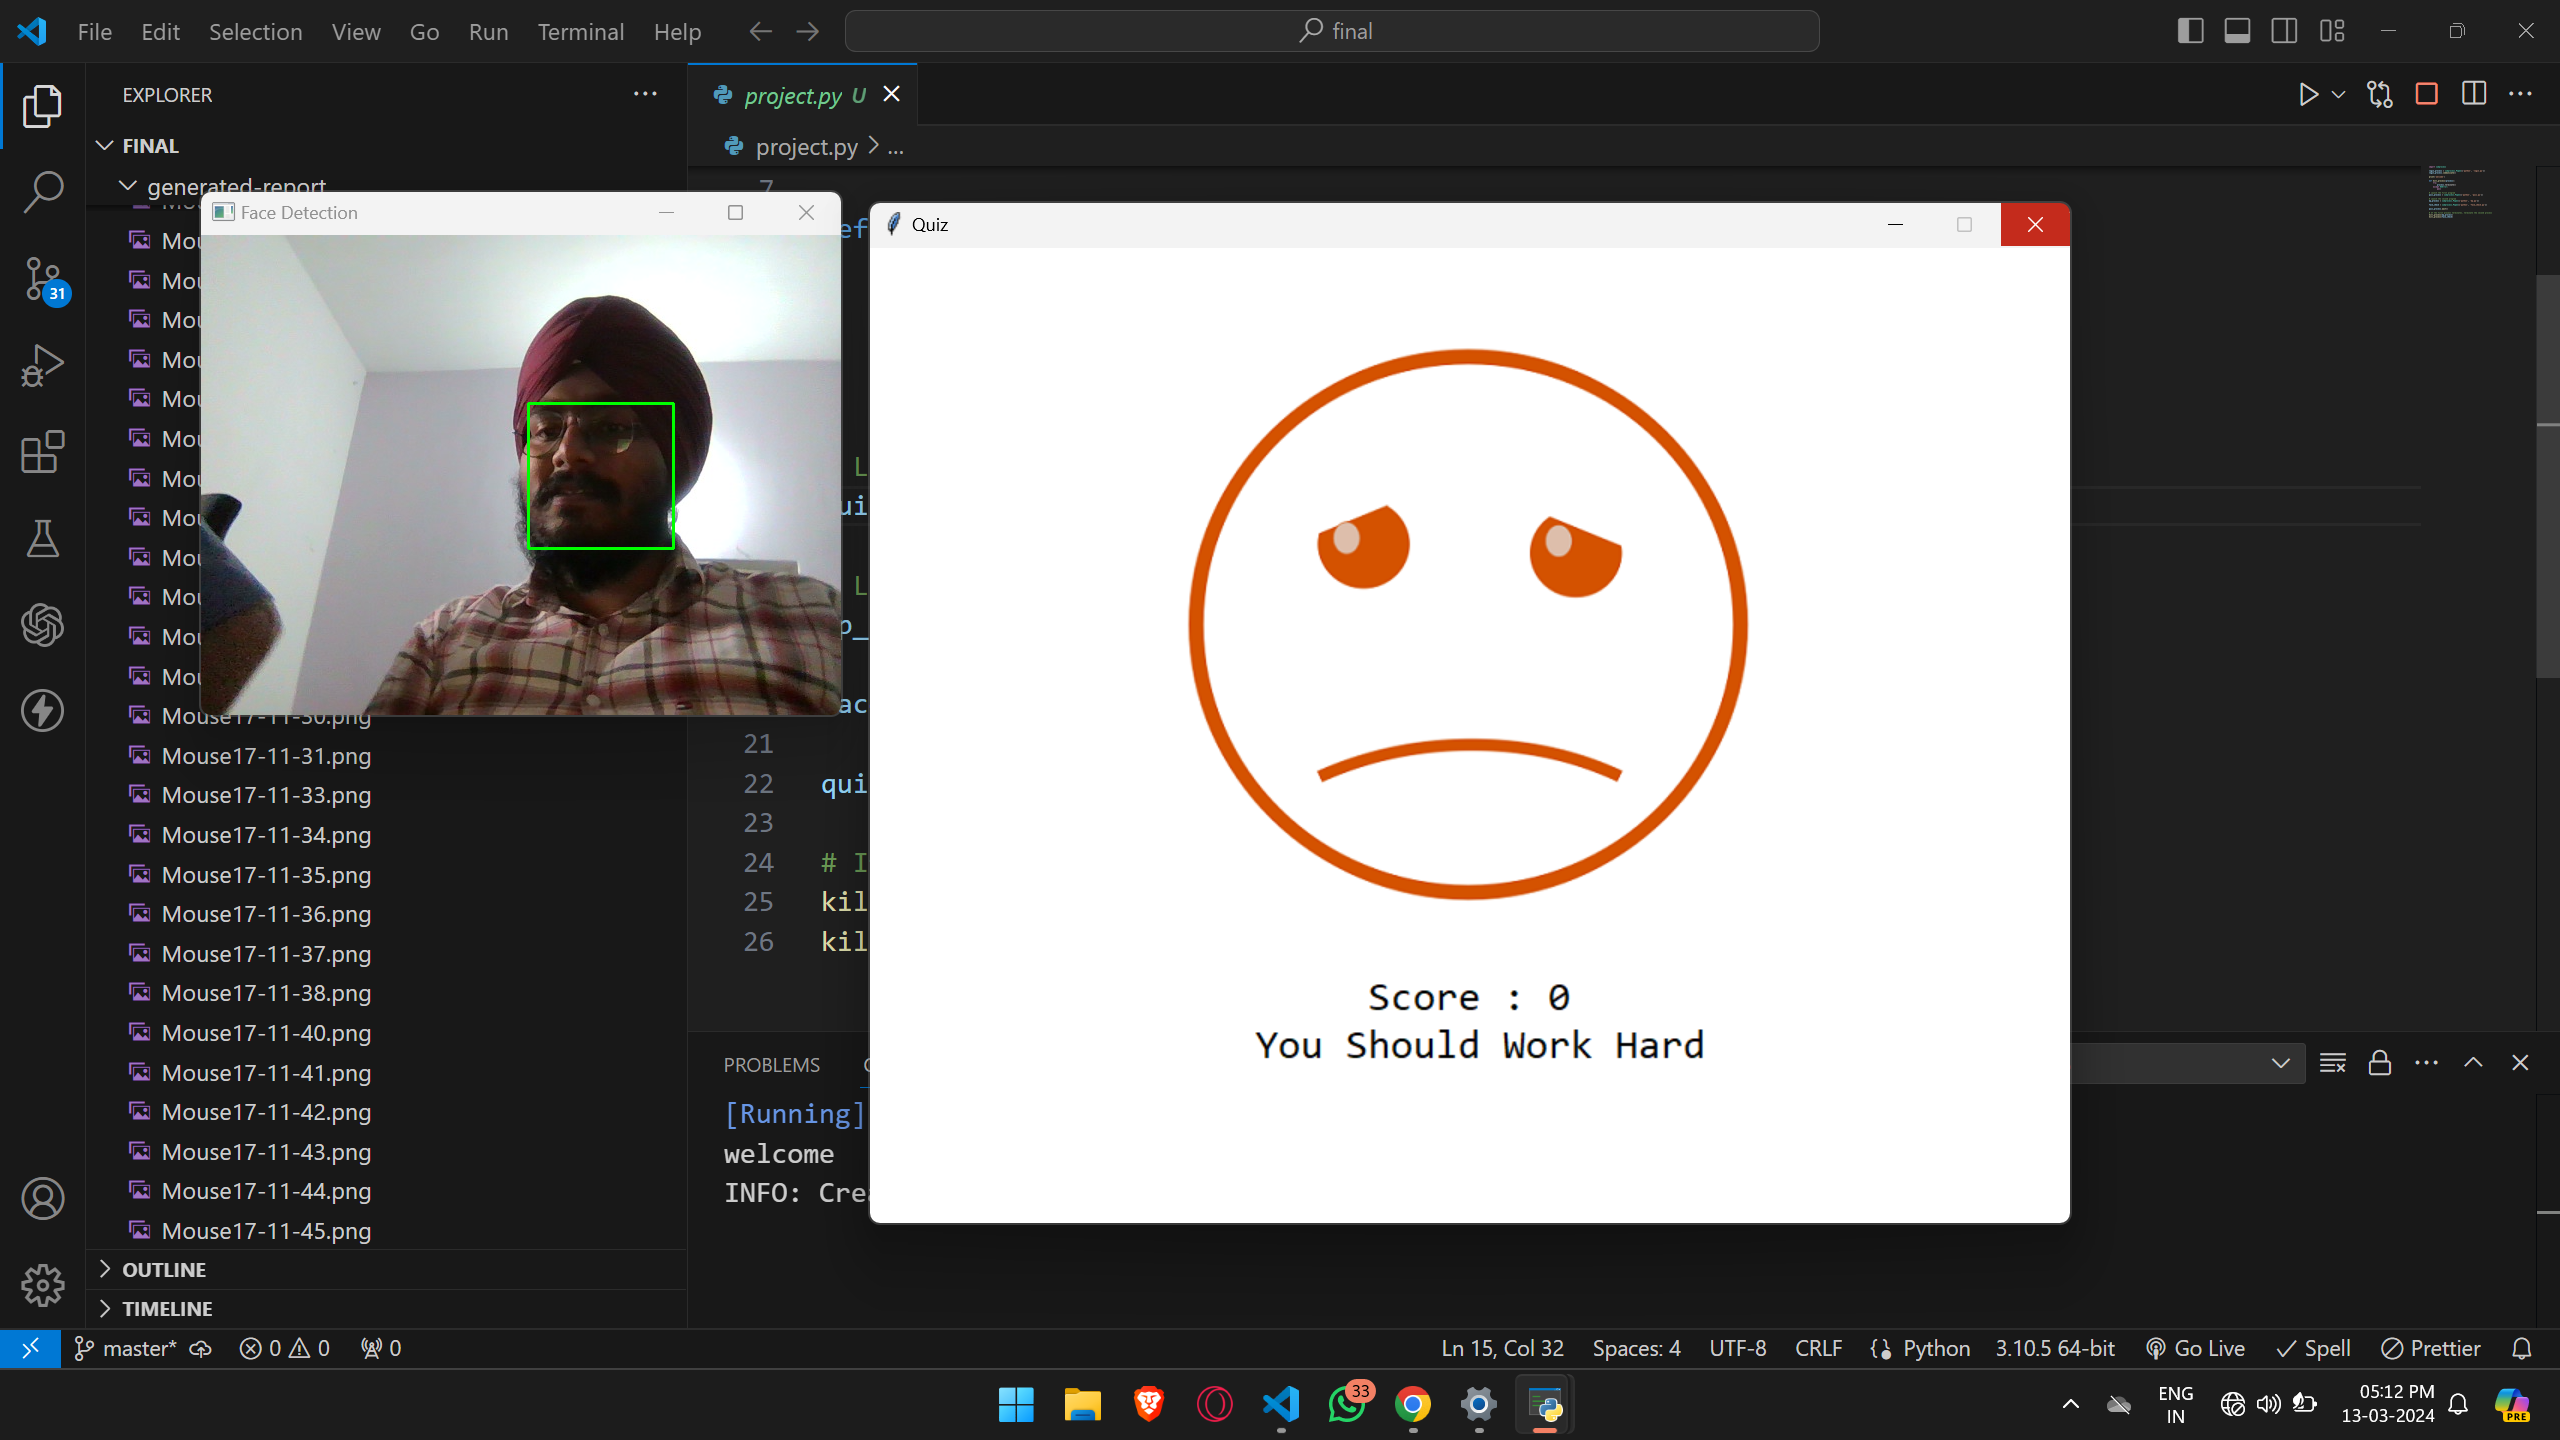 File Edit Selection View Go Run Terminal Help
final
EXPLORER
FINAL
generated-report
Mou
Mou
Mou
Mou
Mou
Mou
Mou
Mou
Mou
Mou
Mou
Mou
Mouse17-11-30.png
Mouse17-11-31.png
Mouse17-11-33.png
Mouse17-11-34.png
Mouse17-11-35.png
Mouse17-11-36.png
Mouse17-11-37.png
Mouse17-11-38.png
Mouse17-11-40.png
Mouse17-11-41.png
Mouse17-11-42.png
Mouse17-11-43.png
Mouse17-11-44.png
Mouse17-11-45.png
OUTLINE
TIMELINE
31
Face Detection
project.py U
project.py > ...
7
ef
L
ui
L
p_
ac
21
22 qui
23
24 # I
25 kil
26 kil
Quiz
Score : 0
You Should Work Hard
PROBLEMS
[Running]
welcome
INFO: Crea
master* 0 0 0
Ln 15, Col 32 Spaces: 4 UTF-8 CRLF Python 3.10.5 64-bit Go Live Spell Prettier
33
ENG
IN
05:12 PM
13-03-2024
PRE